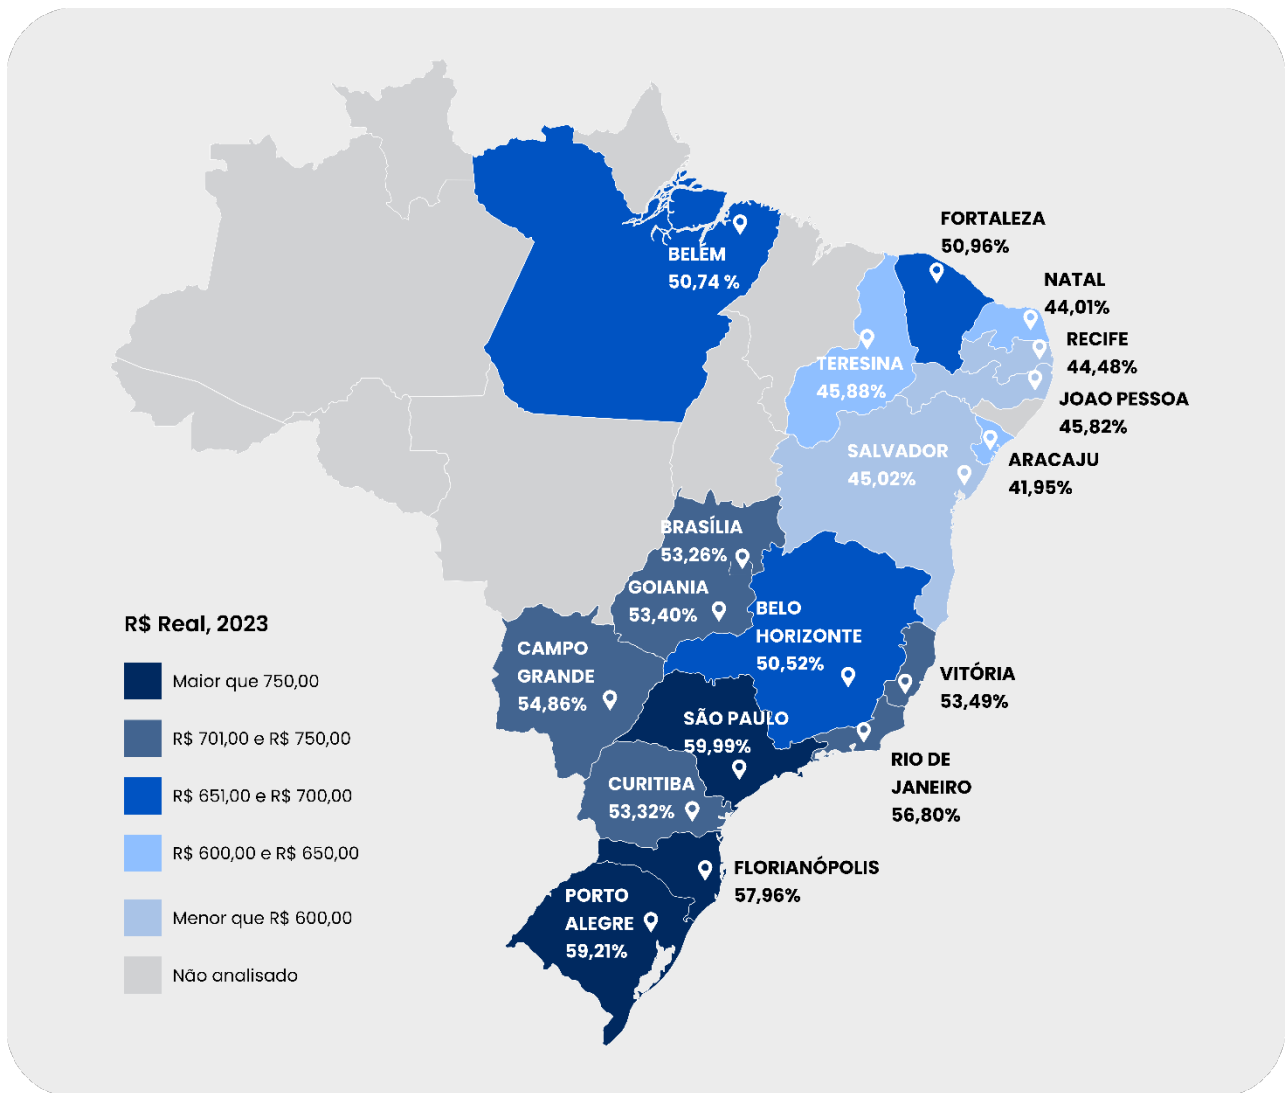 FORTALEZA
50,96%
NATAL
44,01%
BELÉM
50,74 %
RECIFE
44,48%
TERESINA
45,88%
JOAO PESSOA
45,82%
SALVADOR
45,02%
ARACAJU
41,95%
BRASÍLIA
53,26%
GOIANIA
53,40%
BELO
HORIZONTE
50,52%
CAMPO
GRANDE
54,86%
VITÓRIA
53,49%
SÃO PAULO
59,99%
RIO DE
JANEIRO
56,80%
CURITIBA
53,32%
FLORIANÓPOLIS
57,96%
PORTO
ALEGRE
59,21%
R$ Real, 2023
Maior que 750,00
R$ 701,00 e R$ 750,00
R$ 651,00 e R$ 700,00
R$ 600,00 e R$ 650,00
Menor que R$ 600,00
Não analisado